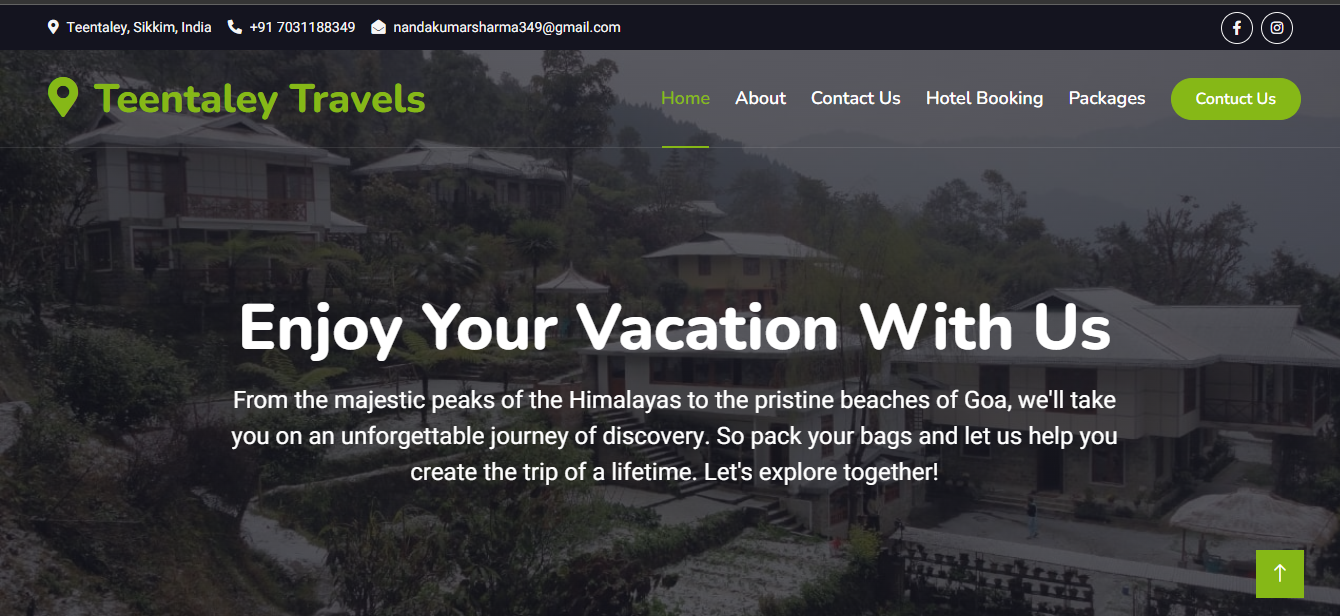 Teentaley, Sikkim, India +91 7031188349 nandakumarsharma349@gmail.com
Teentaley Travels
Home About Contact Us Hotel Booking Packages Contuct Us
Enjoy Your Vacation With Us
From the majestic peaks of the Himalayas to the pristine beaches of Goa, we'll take
you on an unforgettable journey of discovery. So pack your bags and let us help you
create the trip of a lifetime. Let's explore together!